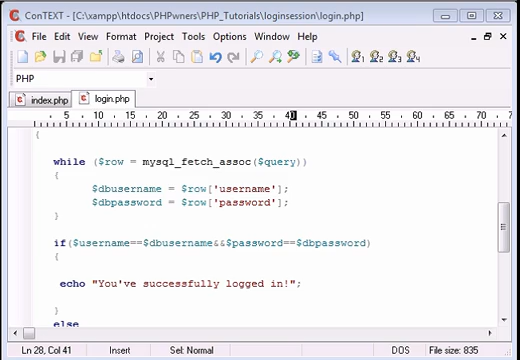 ConTEXT - [C:\xampp\htdocs\PHPwners\PHP_Tutorials\loginsession\login.php]
File Edit View Format Project Tools Options Window Help
PHP
index.php login.php
5 10 15 20 25 30 35 40 45 50 55 60 65 70
{
while ($row = mysql_fetch_assoc($query))
{
$dbusername = $row['username'];
$dbpassword = $row['password'];
}
if($username==$dbusername&&$password==$dbpassword)
{
echo "You've successfully logged in!";
}
else
Ln 28, Col 41 Insert Sel: Normal DOS File size: 835